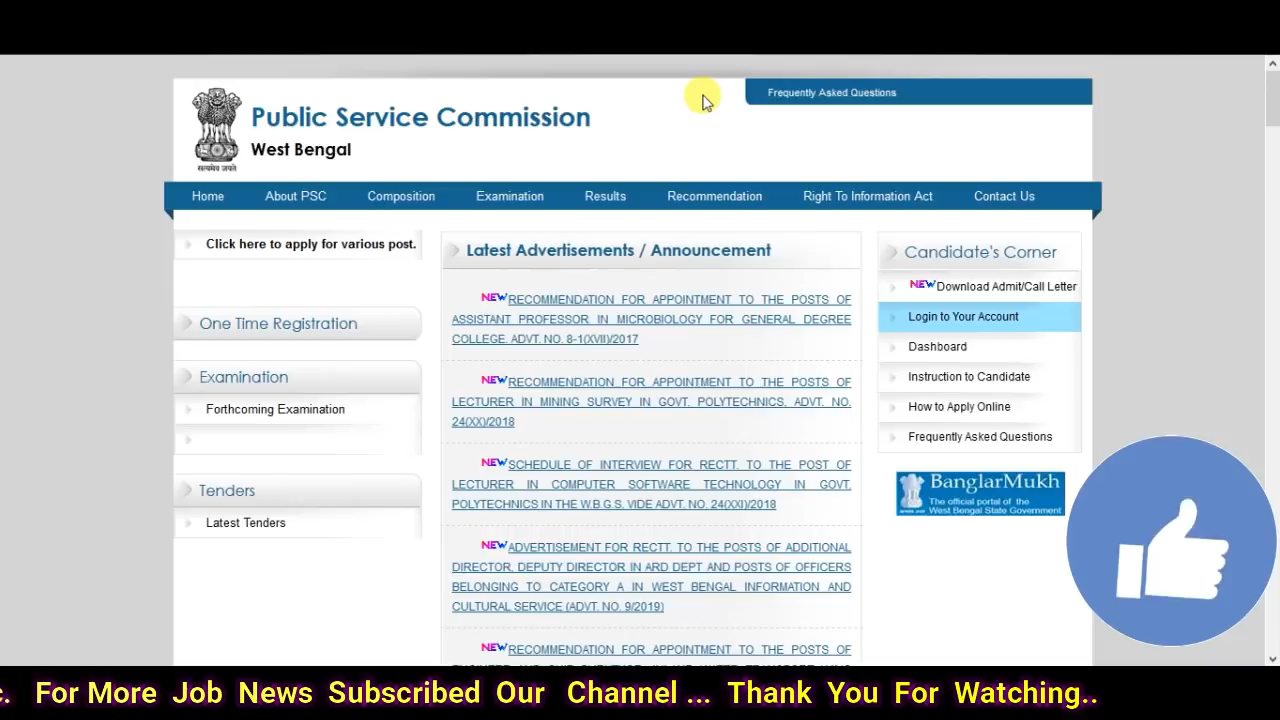 Frequently Asked Questions
Public Service Commission
West Bengal
सत्यमेव जयते
Home About PSC Composition Examination Results Recommendation Right To Information Act Contact Us
Click here to apply for various post.
One Time Registration
Examination
Forthcoming Examination
Tenders
Latest Tenders
Latest Advertisements / Announcement
NEW RECOMMENDATION FOR APPOINTMENT TO THE POSTS OF
ASSISTANT PROFESSOR IN MICROBIOLOGY FOR GENERAL DEGREE
COLLEGE. ADVT. NO. 8-1(XVII)/2017
NEW RECOMMENDATION FOR APPOINTMENT TO THE POSTS OF
LECTURER IN MINING SURVEY IN GOVT. POLYTECHNICS, ADVT. NO.
24(XX)/2018
NEW SCHEDULE OF INTERVIEW FOR RECTT. TO THE POST OF
LECTURER IN COMPUTER SOFTWARE TECHNOLOGY IN GOVT.
POLYTECHNICS IN THE W.B.G.S. VIDE ADVT. NO. 24(XXI)/2018
NEW ADVERTISEMENT FOR RECTT. TO THE POSTS OF ADDITIONAL
DIRECTOR, DEPUTY DIRECTOR IN ARD DEPT AND POSTS OF OFFICERS
BELONGING TO CATEGORY A IN WEST BENGAL INFORMATION AND
CULTURAL SERVICE (ADVT. NO. 9/2019)
NEW RECOMMENDATION FOR APPOINTMENT TO THE POSTS OF
Candidate's Corner
NEW Download Admit/Call Letter
Login to Your Account
Dashboard
Instruction to Candidate
How to Apply Online
Frequently Asked Questions
BanglarMukh
The official portal of the
West Bengal State Government
c. For More Job News Subscribed Our Channel ... Thank You For Watching..